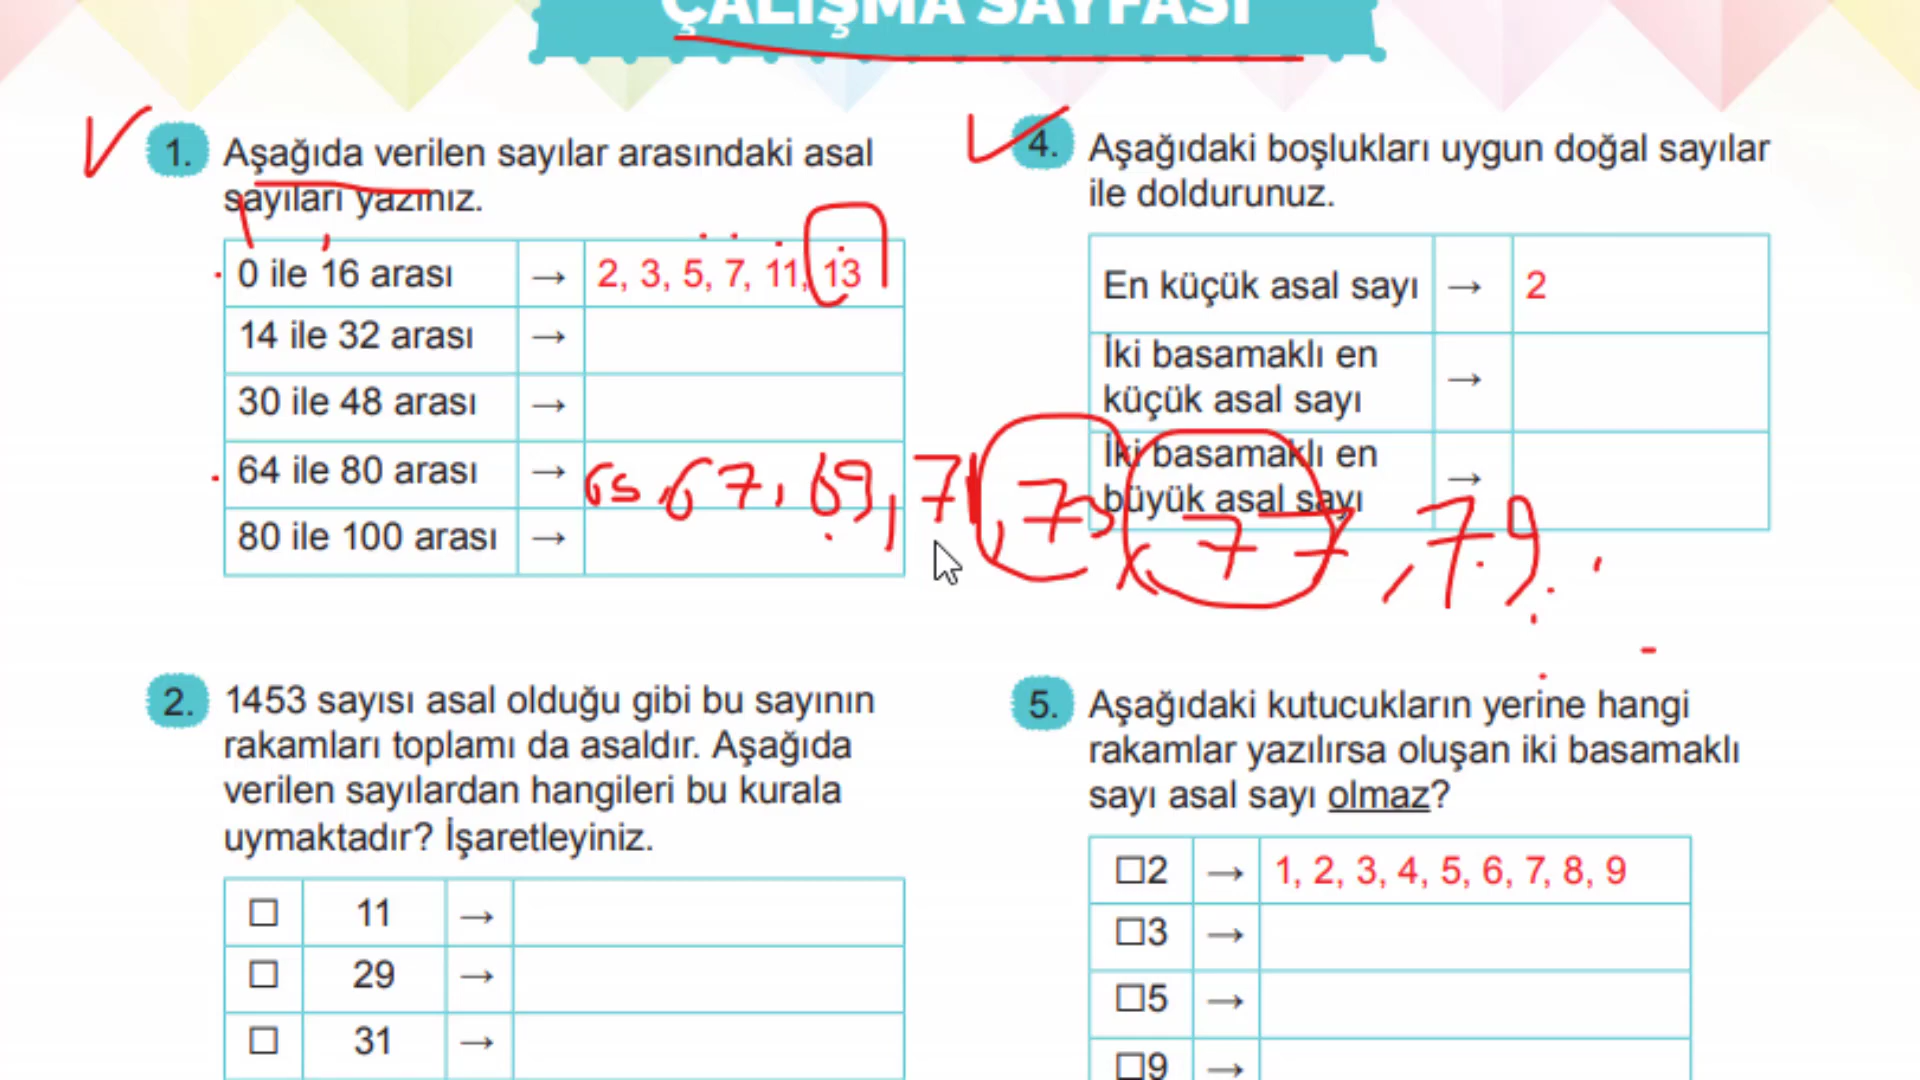 ÇALIŞMA SAYFASI
1. Aşağıda verilen sayılar arasındaki asal
sayıları yazınız.
0 ile 16 arası → 2, 3, 5, 7, 11, 13
14 ile 32 arası →
30 ile 48 arası →
64 ile 80 arası → 65, 67, 69, 71, 73, 77, 79
80 ile 100 arası →
2. 1453 sayısı asal olduğu gibi bu sayının
rakamları toplamı da asaldır. Aşağıda
verilen sayılardan hangileri bu kurala
uymaktadır? İşaretleyiniz.
☐ 11 →
☐ 29 →
☐ 31 →
4. Aşağıdaki boşlukları uygun doğal sayılar
ile doldurunuz.
En küçük asal sayı → 2
İki basamaklı en
küçük asal sayı →
İki basamaklı en
büyük asal sayı →
5. Aşağıdaki kutucukların yerine hangi
rakamlar yazılırsa oluşan iki basamaklı
sayı asal sayı olmaz?
☐2 → 1, 2, 3, 4, 5, 6, 7, 8, 9
☐3 →
☐5 →
☐9 →